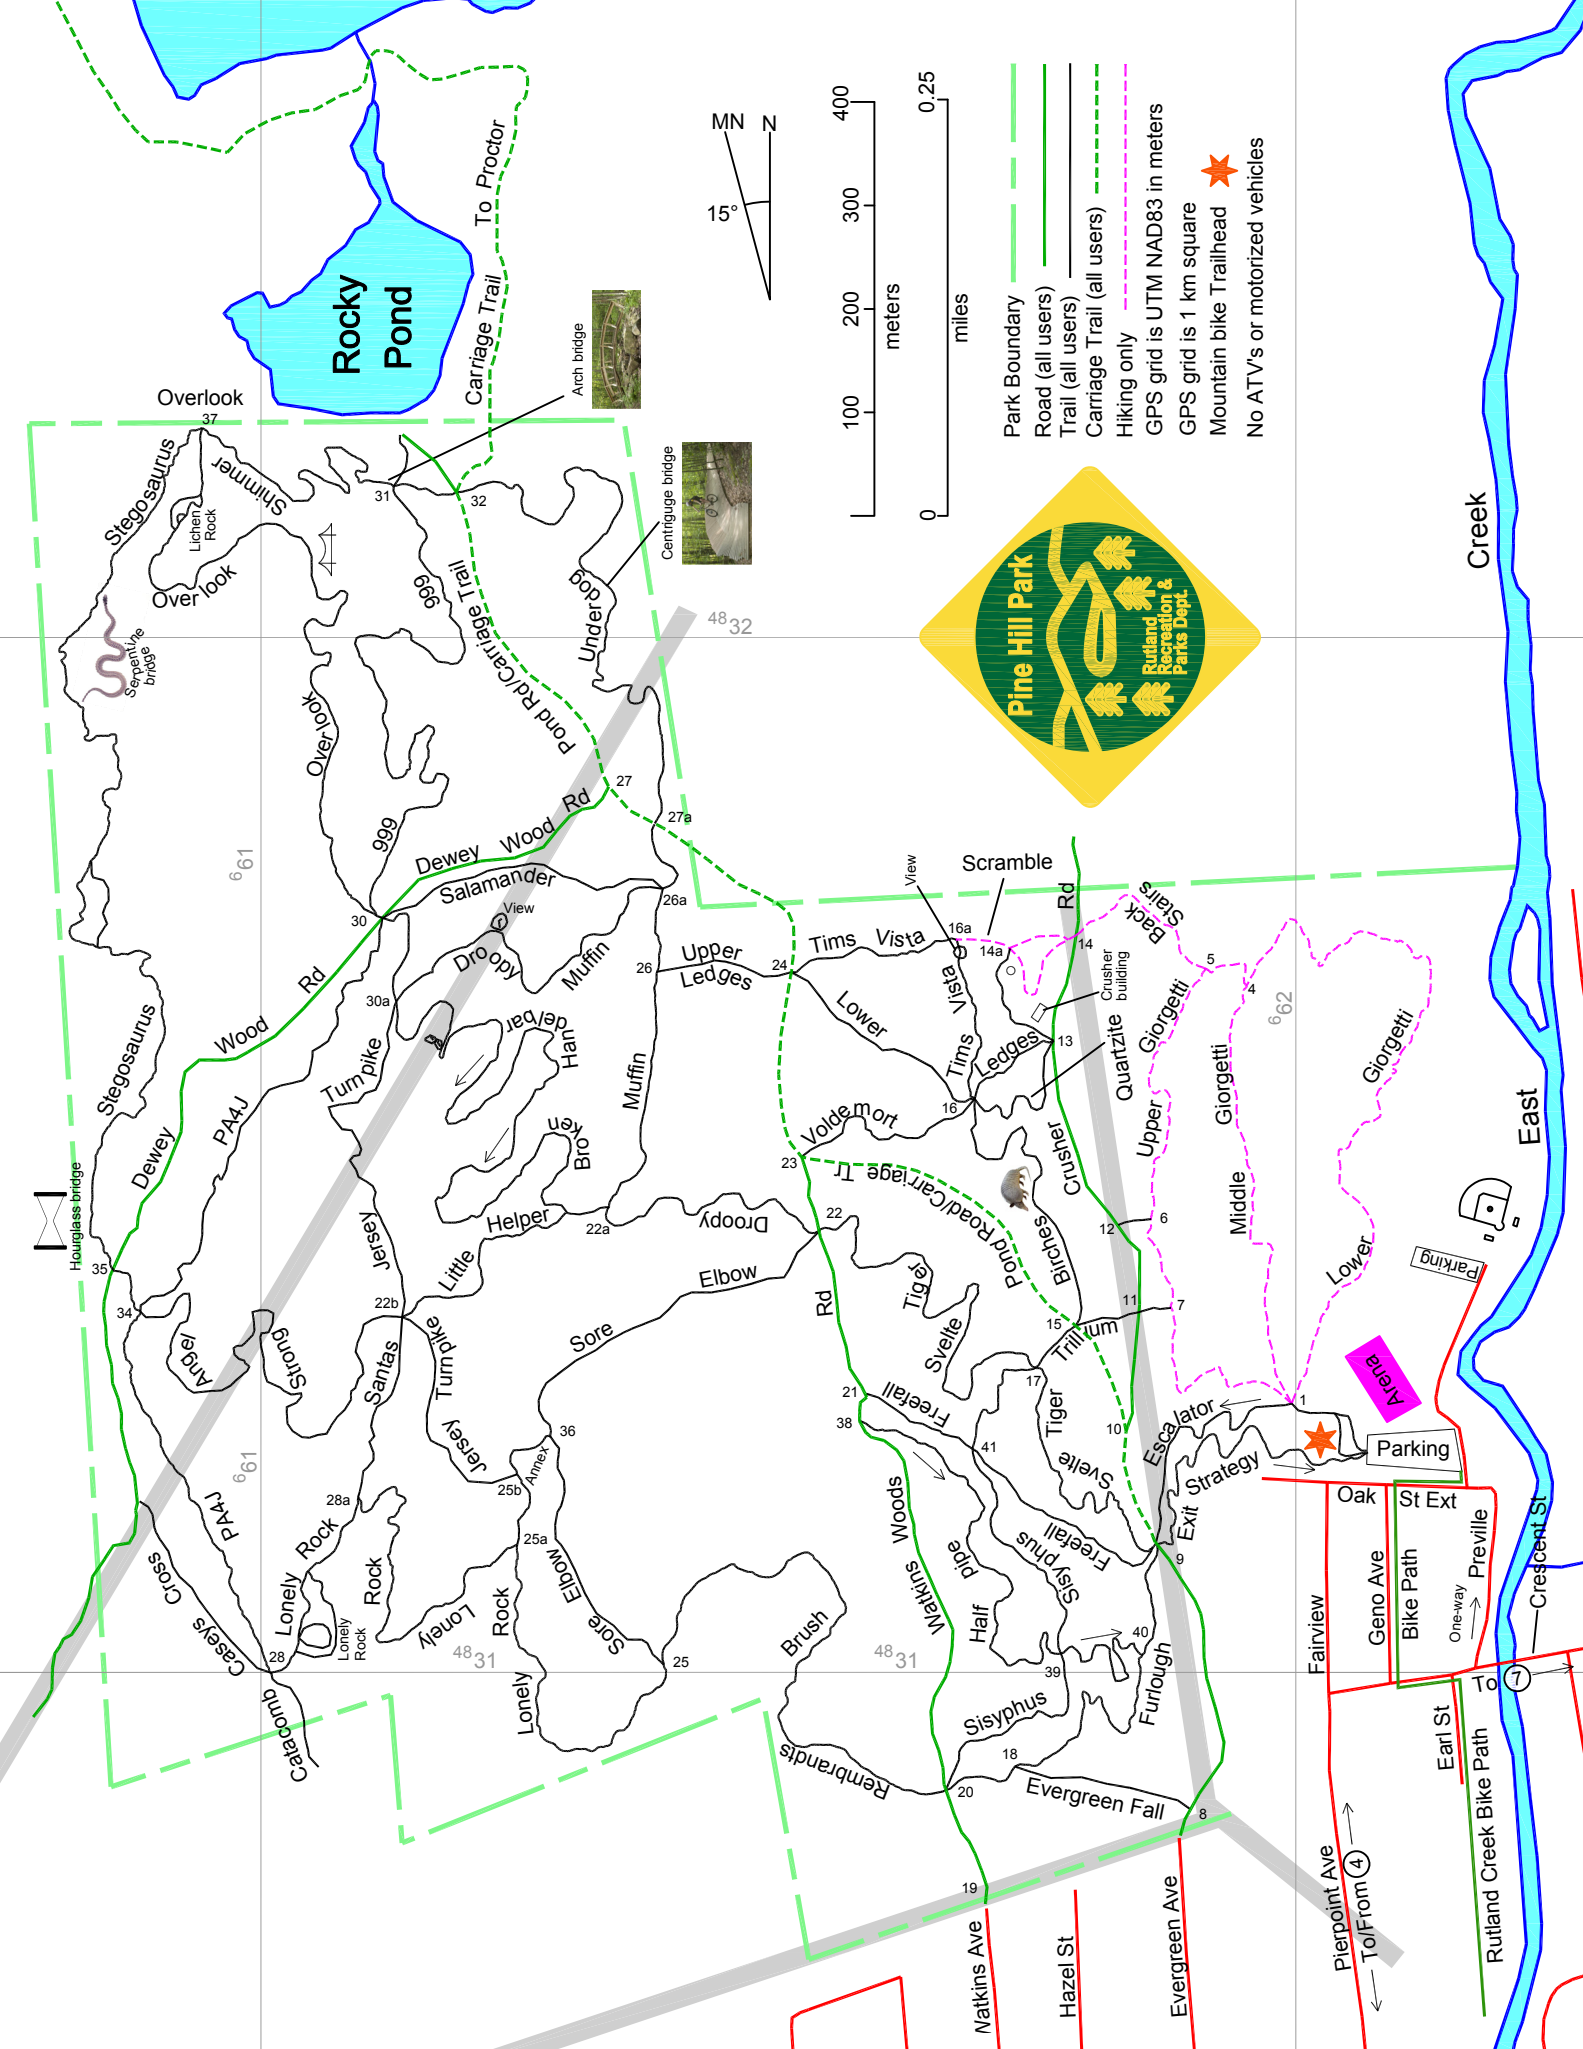 Rocky
Pond
Overlook
37
Stegosaurus
Shimmer
Lichen
Rock
Over look
Serpentine
bridge
31
32
999
Carriage Trail
To Proctor
Arch bridge
Centriguge bridge
Underdog
Pond Rd/Carriage Trail
MN
N
15°
400
300
200
100
meters
0.25
0
miles
Park Boundary
Road (all users)
Trail (all users)
Carriage Trail (all users)
Hiking only
GPS grid is UTM NAD83 in meters
GPS grid is 1 km square
Mountain bike Trailhead
No ATV's or motorized vehicles
Pine Hill Park
Rutland
Recreation &
Parks Dept.
4832
661
Over look
999
27
27a
Dewey Wood Rd
Salamander
30
View
Droopy
Muffin
26a
26
Upper
Ledges
24
Tims Vista
View
Scramble
16a
14a
14
Rd
Back
Stairs
Crusher
building
5
4
662
Creek
Stegosaurus
Dewey Wood Rd
PA4J
30a
Turnpike
Handelbar
Broken
Muffin
Lower
Tims Vista
Ledges
13
Quartzite
16
Voldemort
23
Upper Giorgetti
Middle Giorgetti
Lower Giorgetti
East
Hourglass bridge
35
34
Angel
Strong
Jersey
22b
Little Helper
22a
Droopy
22
Elbow
Sore
Rd
Pond Road/Carriage Tr
Birches
Crusher
12
6
11
7
15
Trillium
Tiger
Svelte
17
Parking
Arena
1
Escalator
Exit Strategy
Parking
Santas
Turnpike
Jersey
36
Annex
25b
25a
21
38
Freefall
41
Tiger
Svelte
10
9
PA4J
28a
Lonely Rock
Lonely
Rock
28
Caseys Cross
Catacomb
Lonely Rock
Lonely Rock
Sore Elbow
25
4831
661
Brush
Rembrandts
4831
Watkins Woods
Half pipe
Sisyphus
Freefall
39
40
Furlough
Sisyphus
18
20
Evergreen Fall
8
19
Oak St Ext
Fairview
Geno Ave
Bike Path
One-way
Preville
Crescent St
To 7
Earl St
Rutland Creek Bike Path
Pierpoint Ave
To/From 4
Evergreen Ave
Hazel St
Watkins Ave